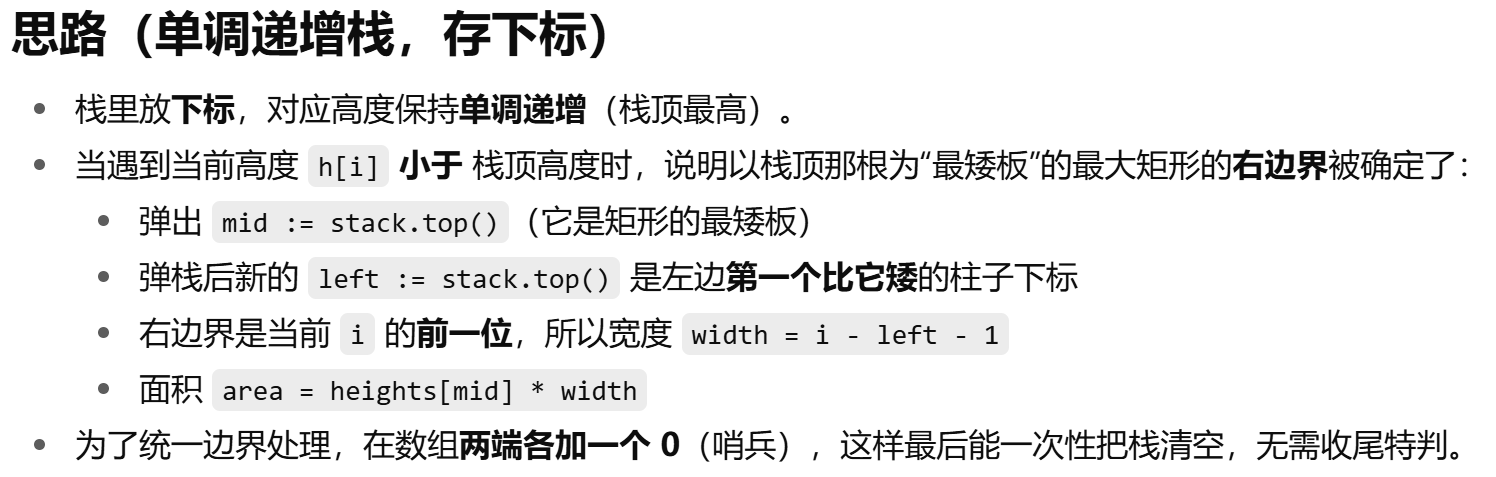 思路（单调递增栈，存下标）
栈里放下标，对应高度保持单调递增（栈顶最高）。
当遇到当前高度 h[i] 小于 栈顶高度时，说明以栈顶那根为“最矮板”的最大矩形的右边界被确定了：
弹出 mid := stack.top()（它是矩形的最矮板）
弹栈后新的 left := stack.top() 是左边第一个比它矮的柱子下标
右边界是当前 i 的前一位，所以宽度 width = i - left - 1
面积 area = heights[mid] * width
为了统一边界处理，在数组两端各加一个 0（哨兵），这样最后能一次性把栈清空，无需收尾特判。